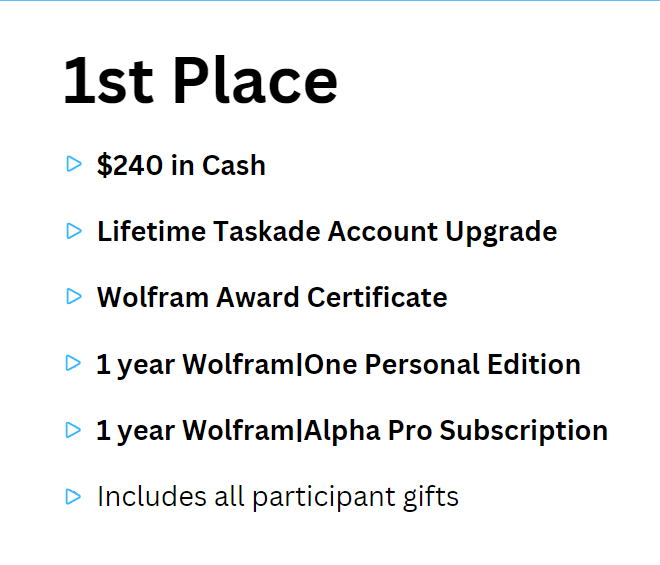 1st Place
$240 in Cash
Lifetime Taskade Account Upgrade
Wolfram Award Certificate
1 year Wolfram|One Personal Edition
1 year Wolfram|Alpha Pro Subscription
Includes all participant gifts